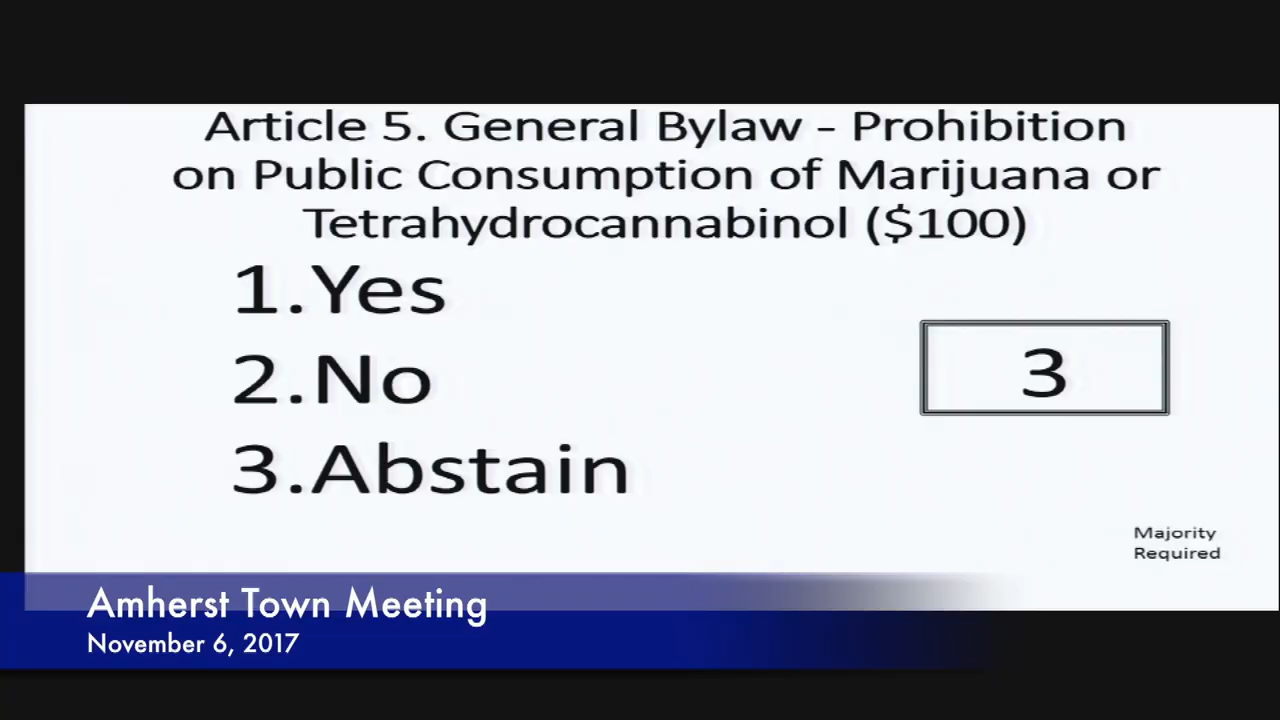 Article 5. General Bylaw - Prohibition
on Public Consumption of Marijuana or
Tetrahydrocannabinol ($100)
1.Yes
2.No
3.Abstain
3
Majority
Required
Amherst Town Meeting
November 6, 2017